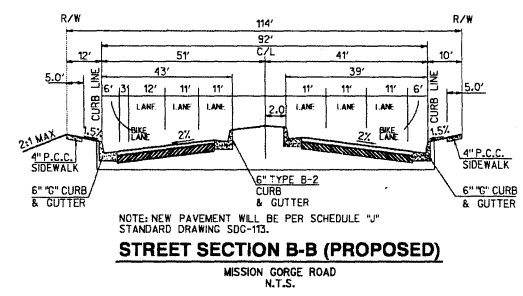 114'
R/W
R/W
92'
C/L
12'
51'
41'
10'
43'
39'
5.0'
CURB LINE
6'
3'
12'
11'
11'
LANE
LANE
LANE
2.0
11'
11'
11'
6'
LANE
LANE
LANE
CURB LINE
5.0'
2:1 MAX
1.5%
BIKE
LANE
2%
BIKE
LANE
2%
1.5%
4" P.C.C.
SIDEWALK
4" P.C.C.
SIDEWALK
6" "G" CURB
& GUTTER
6" TYPE B-2
CURB
& GUTTER
6" "G" CURB
& GUTTER
NOTE: NEW PAVEMENT WILL BE PER SCHEDULE "J"
STANDARD DRAWING SDG-113.
STREET SECTION B-B (PROPOSED)
MISSION GORGE ROAD
N.T.S.